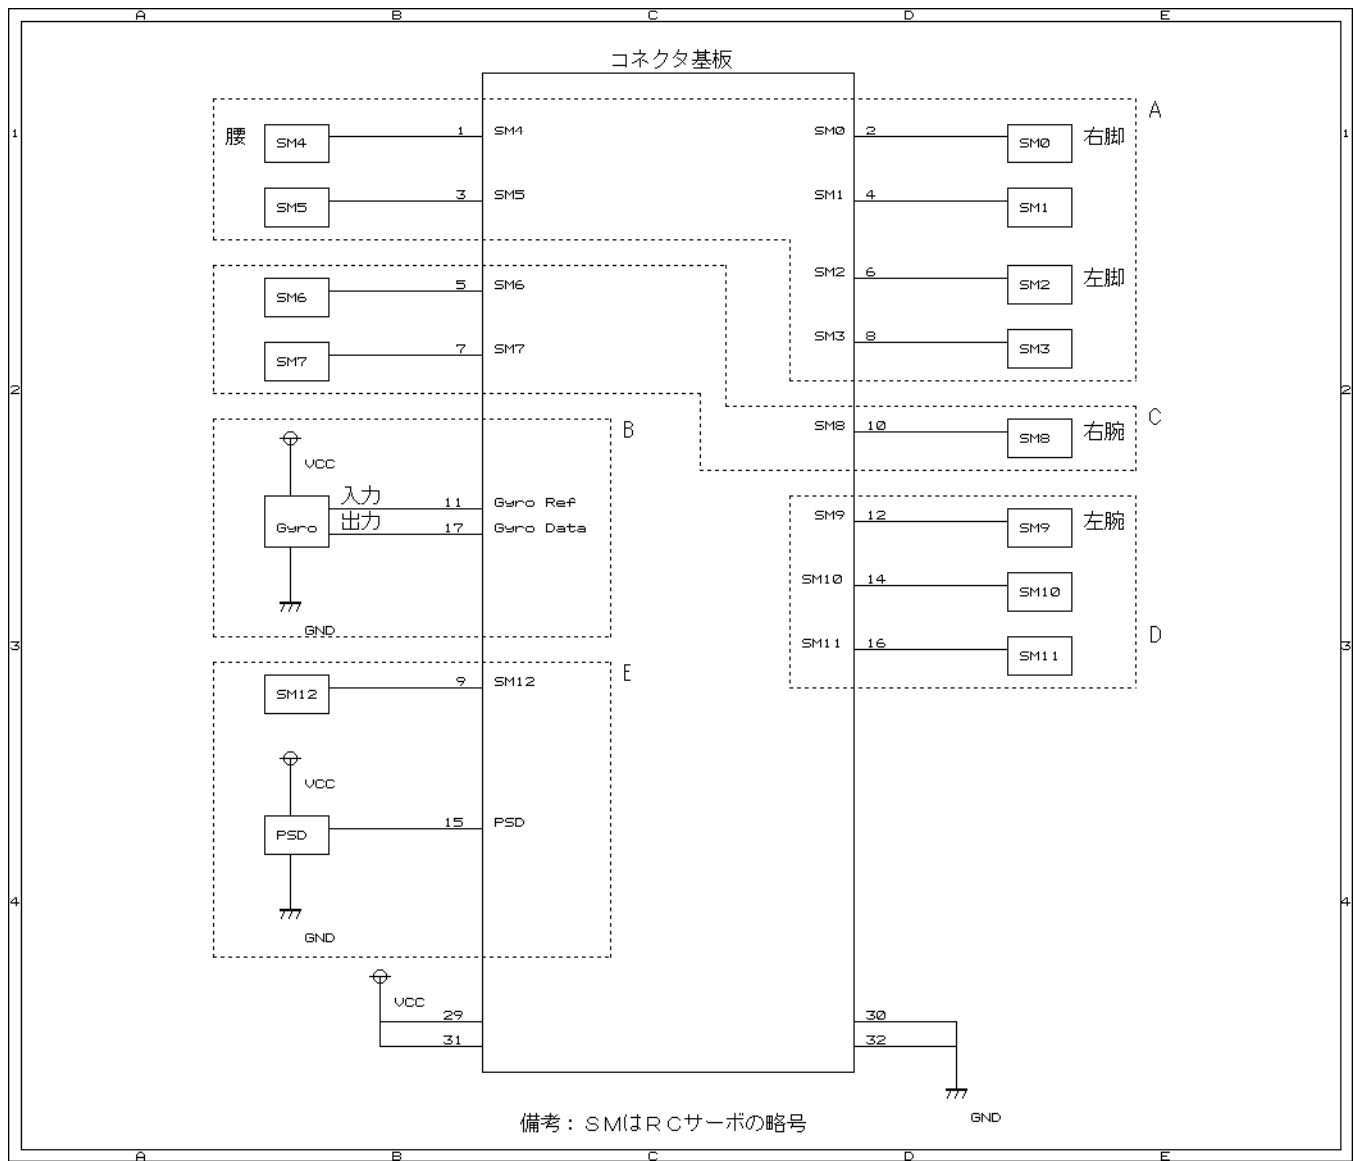 A B C D E
コネクタ基板
A
1 腰 SM4 1 SM4 SM0 2 SM0 右脚 1
SM5 3 SM5 SM1 4 SM1
SM6 5 SM6 SM2 6 SM2 左脚
SM7 7 SM7 SM3 8 SM3
2 2
C
SM8 10 SM8 右腕
B
VCC
入力 11 Gyro Ref
Gyro 出力 17 Gyro Data
GND
SM9 12 SM9 左腕
SM10 14 SM10
SM11 16 SM11
D
3 3
E
SM12 9 SM12
VCC
PSD 15 PSD
GND
4 4
VCC
29 30
31 32
GND
備考：ＳＭはＲＣサーボの略号
A B C D E